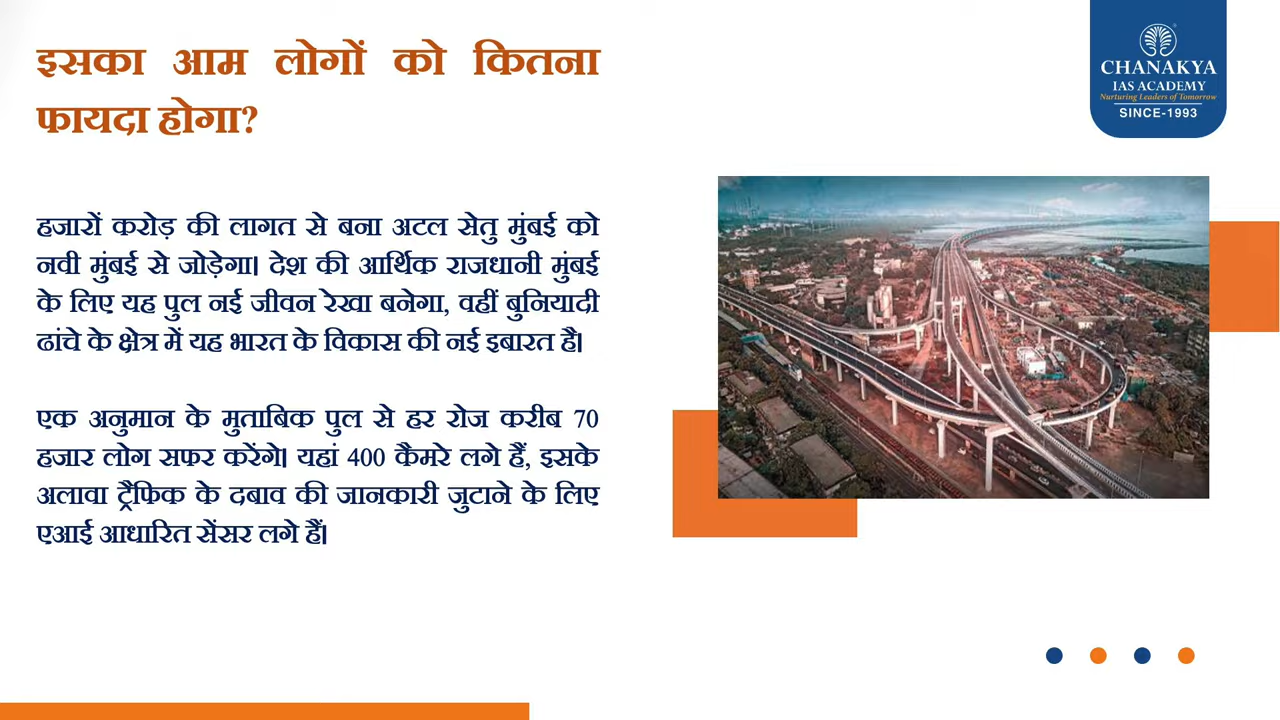 इसका आम लोगों को कितना
फायदा होगा?
हजारों करोड़ की लागत से बना अटल सेतु मुंबई को
नवी मुंबई से जोड़ेगा। देश की आर्थिक राजधानी मुंबई
के लिए यह पुल नई जीवन रेखा बनेगा, वहीं बुनियादी
ढांचे के क्षेत्र में यह भारत के विकास की नई इबारत है।
एक अनुमान के मुताबिक पुल से हर रोज करीब 70
हजार लोग सफर करेंगे। यहां 400 कैमरे लगे हैं, इसके
अलावा ट्रैफिक के दबाव की जानकारी जुटाने के लिए
एआई आधारित सेंसर लगे हैं।
CHANAKYA
IAS ACADEMY
Nurturing Leaders of Tomorrow
SINCE-1993